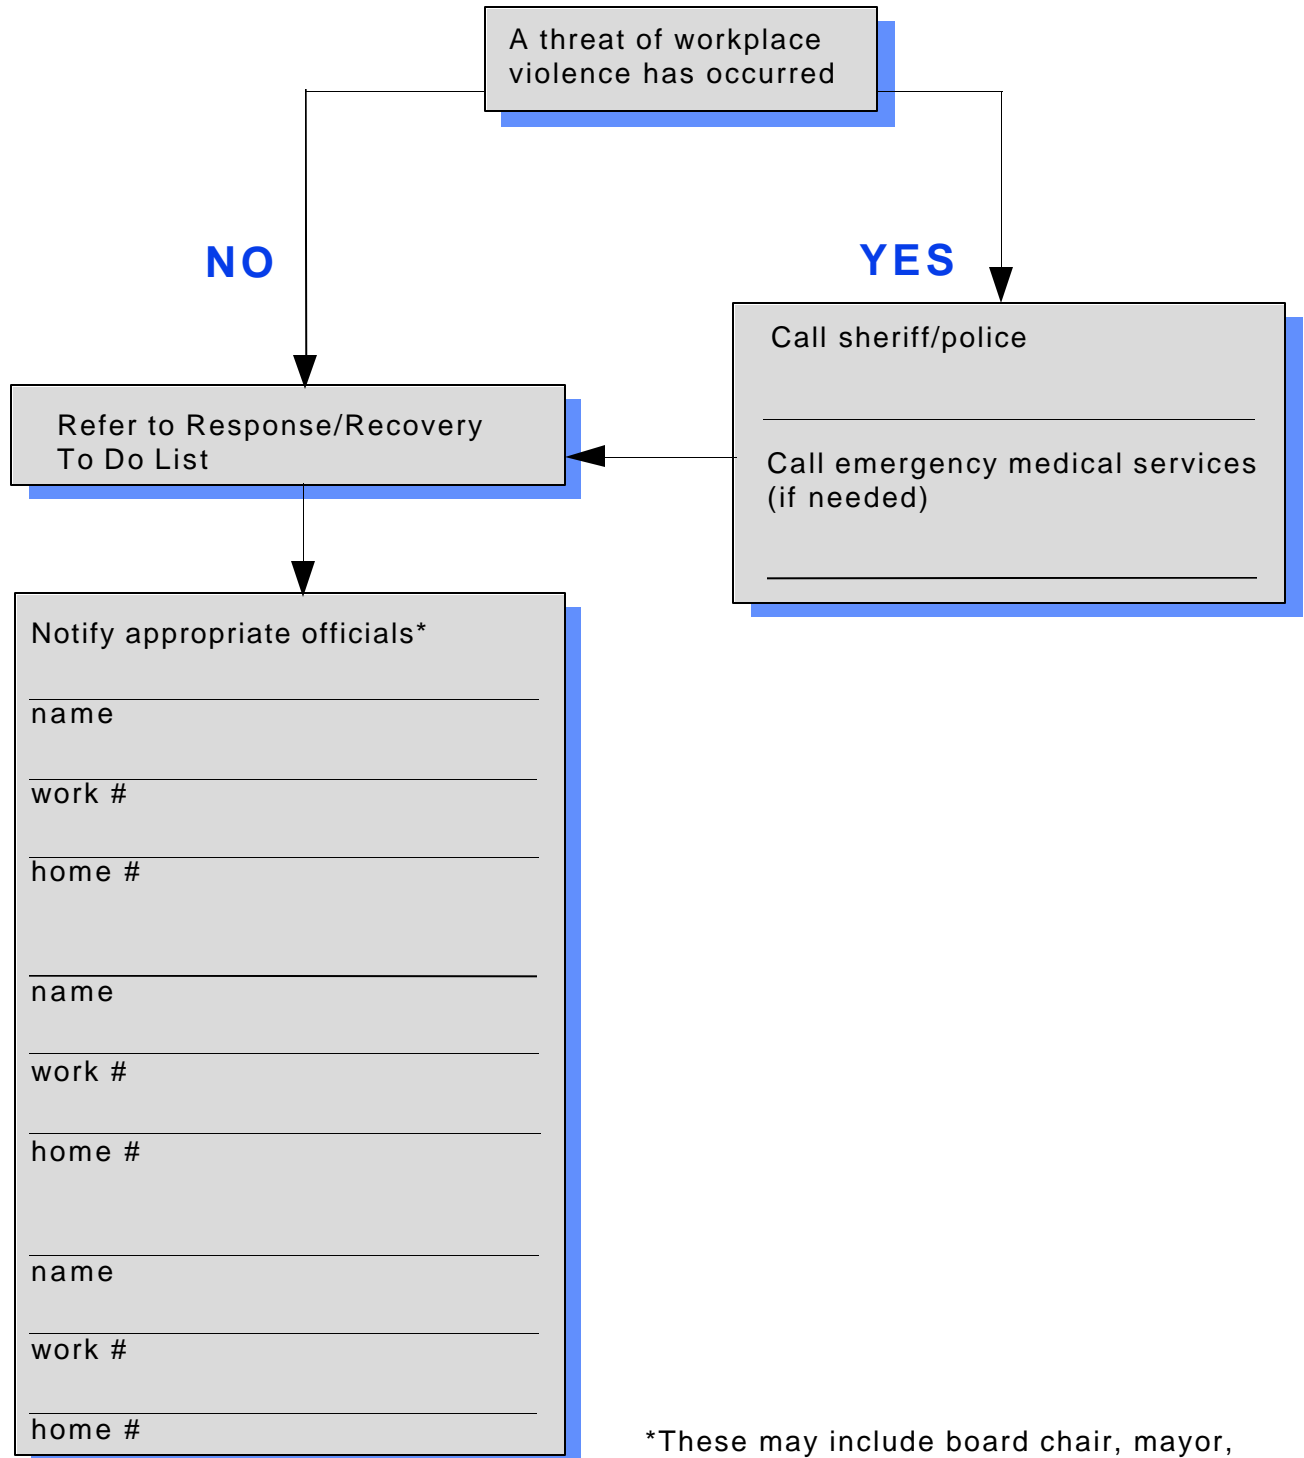 A threat of workplace
violence has occurred
NO
YES
Call sheriff/police
Call emergency medical services
(if needed)
Refer to Response/Recovery
To Do List
Notify appropriate officials*
name
work #
home #
name
work #
home #
name
work #
home #
*These may include board chair, mayor,